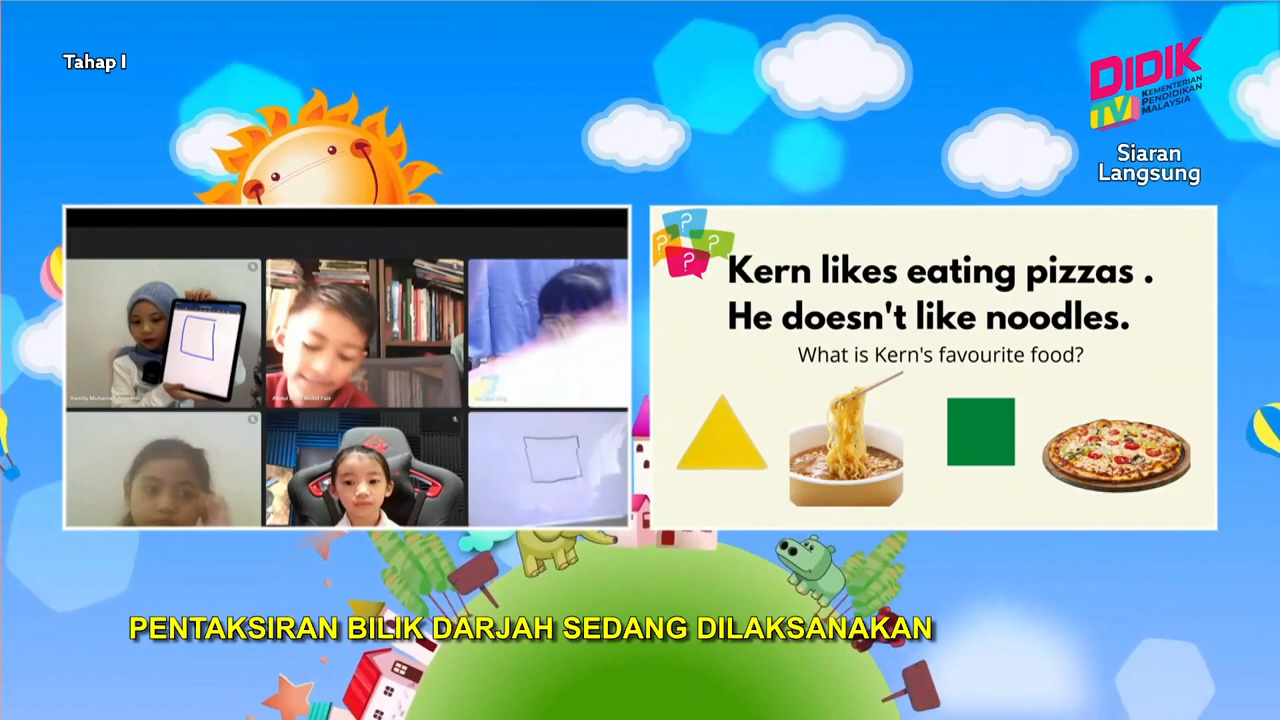 Tahap I
DIDIK
TV
KEMENTERIAN
PENDIDIKAN
MALAYSIA
Siaran
Langsung
Kern likes eating pizzas .
He doesn't like noodles.
What is Kern's favourite food?
? ? ? ?
PENTAKSIRAN BILIK DARJAH SEDANG DILAKSANAKAN